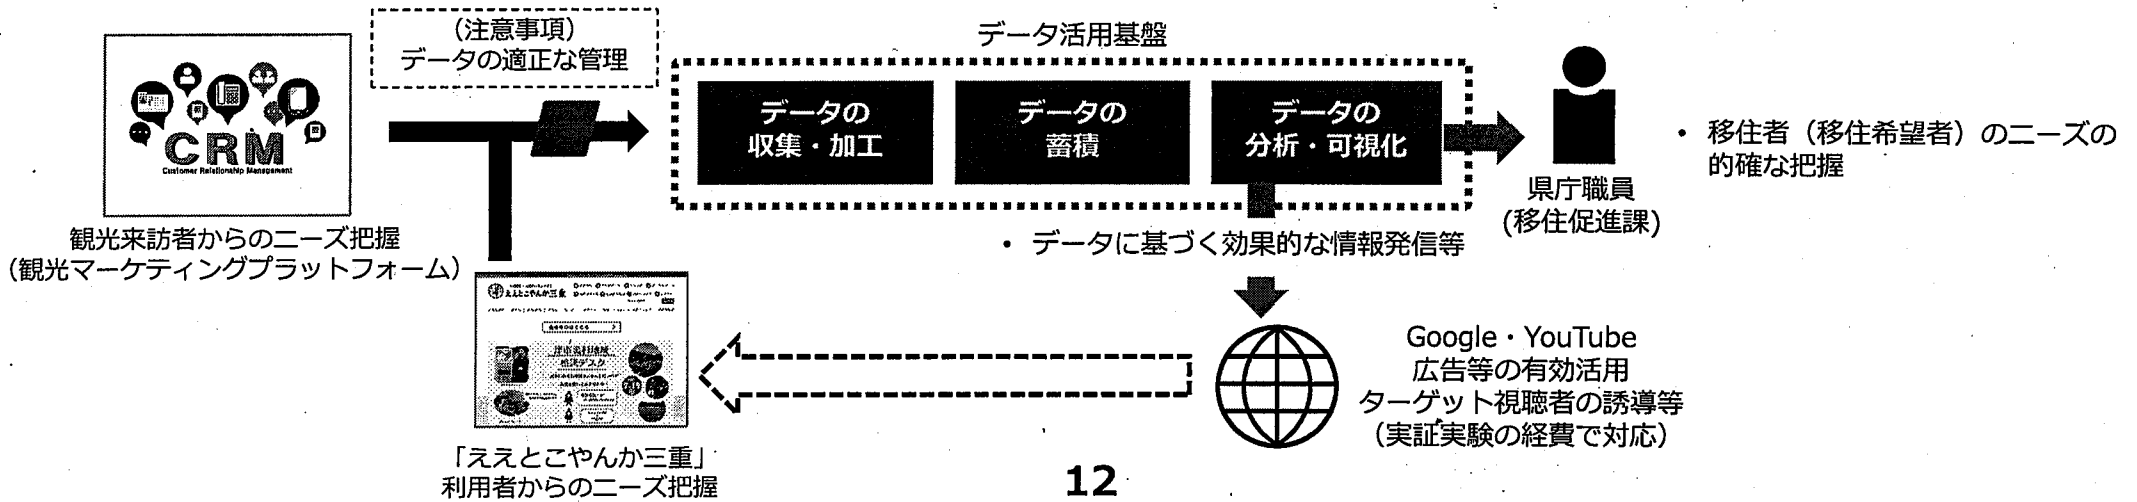 （注意事項）
データの適正な管理
データ活用基盤
CRM
Customer Relationship Management
データの
収集・加工
データの
蓄積
データの
分析・可視化
・ 移住者（移住希望者）のニーズの
的確な把握
県庁職員
(移住促進課)
観光来訪者からのニーズ把握
（観光マーケティングプラットフォーム）
・ データに基づく効果的な情報発信等
ええとこやんか三重
Google・YouTube
広告等の有効活用
ターゲット視聴者の誘導等
（実証実験の経費で対応）
「ええとこやんか三重」
利用者からのニーズ把握
12